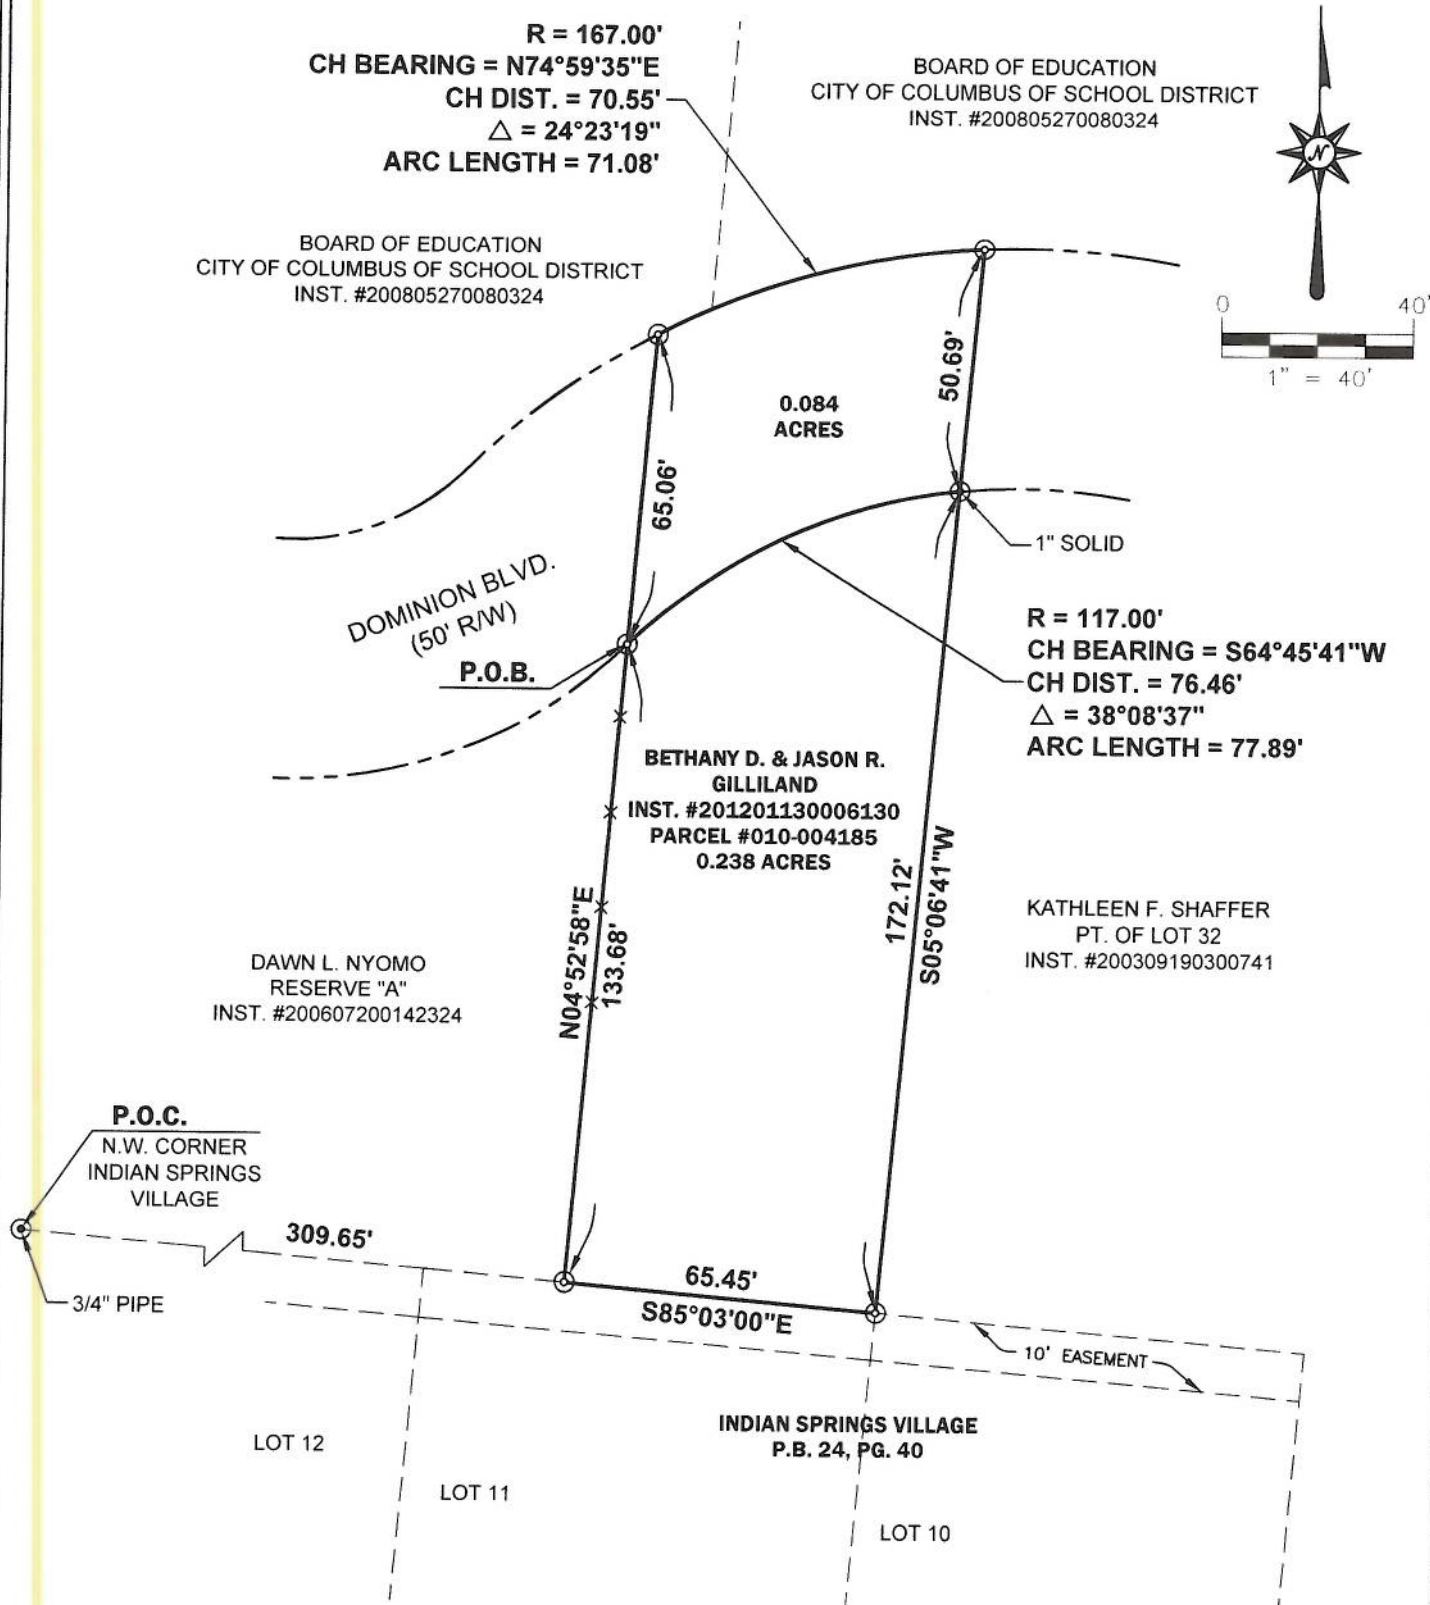 R = 167.00'
CH BEARING = N74°59'35"E
CH DIST. = 70.55'
△ = 24°23'19"
ARC LENGTH = 71.08'
BOARD OF EDUCATION
CITY OF COLUMBUS OF SCHOOL DISTRICT
INST. #200805270080324
N
BOARD OF EDUCATION
CITY OF COLUMBUS OF SCHOOL DISTRICT
INST. #200805270080324
0 40'
1" = 40'
50.69'
0.084
ACRES
65.06'
1" SOLID
DOMINION BLVD.
(50' R/W)
P.O.B.
R = 117.00'
CH BEARING = S64°45'41"W
CH DIST. = 76.46'
△ = 38°08'37"
ARC LENGTH = 77.89'
BETHANY D. & JASON R.
GILLILAND
INST. #201201130006130
PARCEL #010-004185
0.238 ACRES
172.12'
S05°06'41"W
N04°52'58"E
133.68'
KATHLEEN F. SHAFFER
PT. OF LOT 32
INST. #200309190300741
DAWN L. NYOMO
RESERVE "A"
INST. #200607200142324
P.O.C.
N.W. CORNER
INDIAN SPRINGS
VILLAGE
309.65'
3/4" PIPE
65.45'
S85°03'00"E
10' EASEMENT
INDIAN SPRINGS VILLAGE
P.B. 24, PG. 40
LOT 12
LOT 11
LOT 10